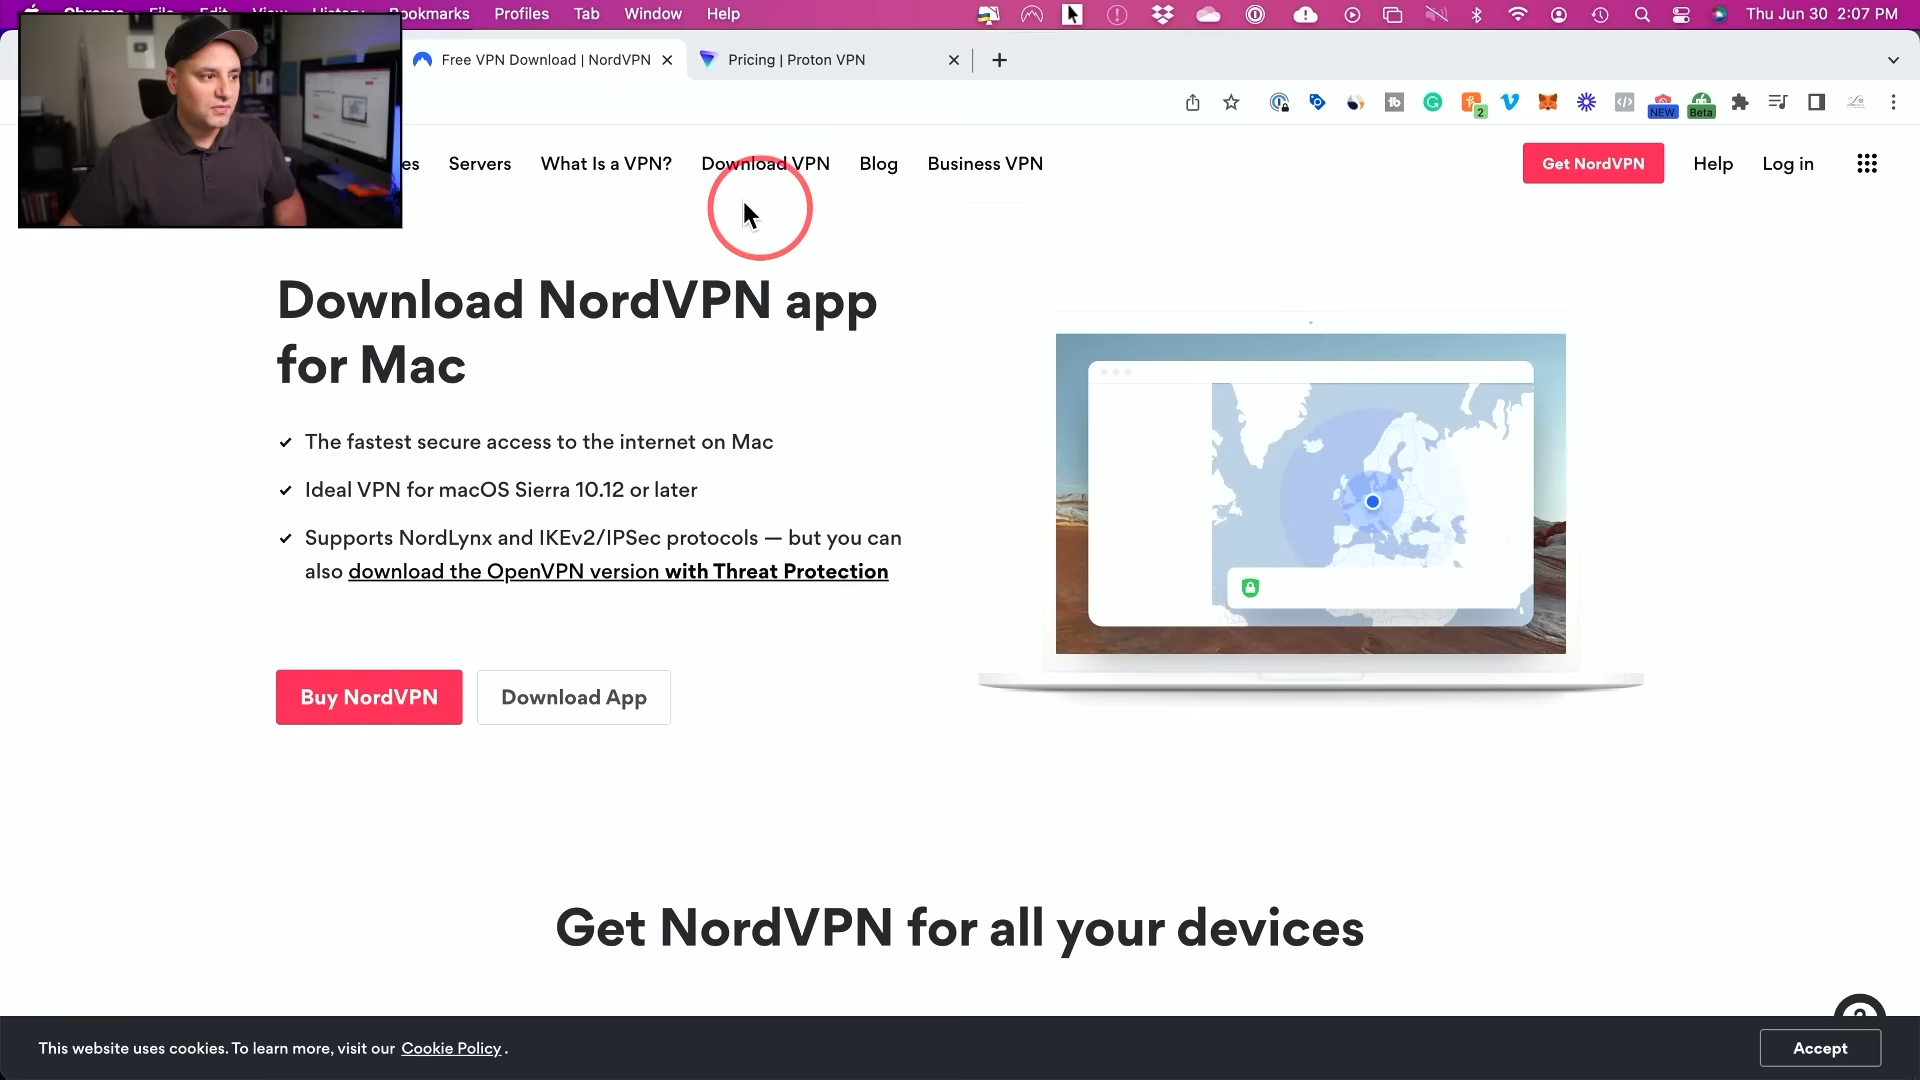 Bookmarks Profiles Tab Window Help Thu Jun 30 2:07 PM
Free VPN Download | NordVPN Pricing | Proton VPN
2 NEW Beta
es Servers What Is a VPN? Download VPN Blog Business VPN Get NordVPN Help Log in
Download NordVPN app
for Mac
The fastest secure access to the internet on Mac
Ideal VPN for macOS Sierra 10.12 or later
Supports NordLynx and IKEv2/IPSec protocols — but you can
also download the OpenVPN version with Threat Protection
Buy NordVPN Download App
Get NordVPN for all your devices
This website uses cookies. To learn more, visit our Cookie Policy. Accept